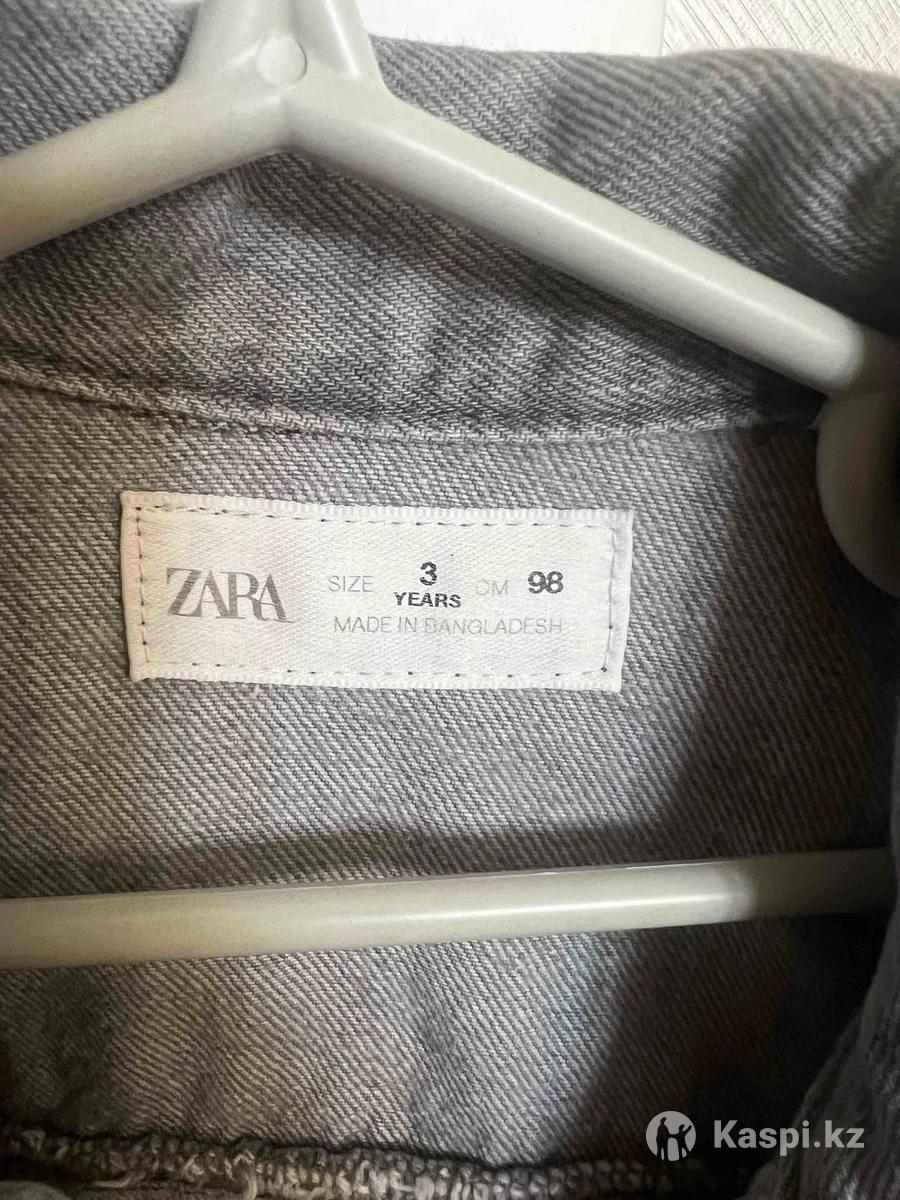 ZARA
SIZE 3 YEARS CM 98
MADE IN BANGLADESH
Kaspi.kz